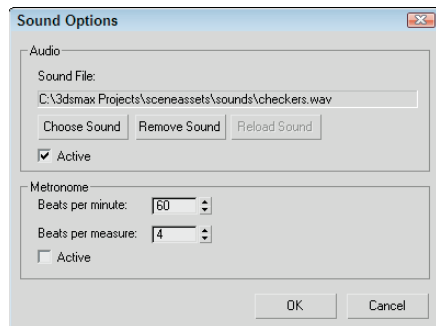 Sound Options
Audio
Sound File:
C:\3dsmax Projects\sceneassets\sounds\checkers.wav
Choose Sound Remove Sound Reload Sound
Active
Metronome
Beats per minute: 60
Beats per measure: 4
Active
OK Cancel